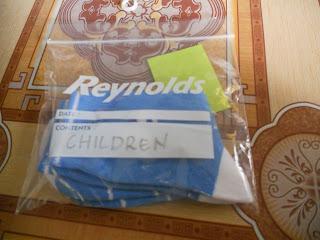 Reynolds
DATE
CONTENTS
CHILDREN